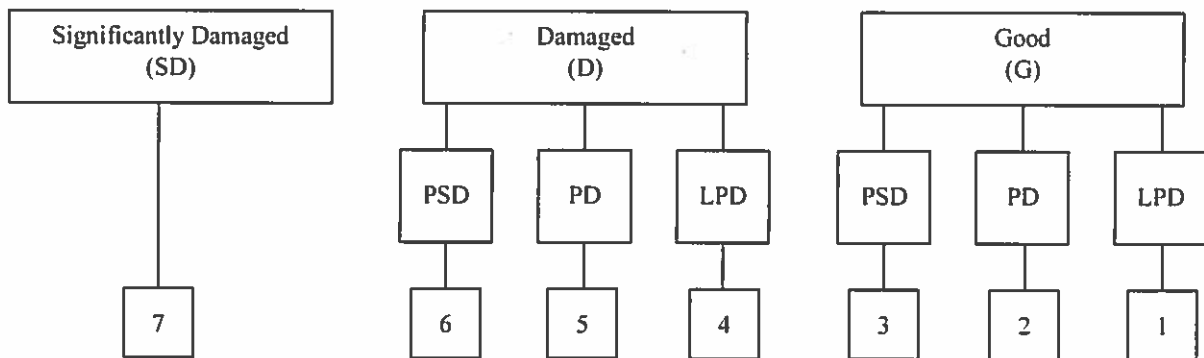 Significantly Damaged
(SD)
Damaged
(D)
Good
(G)
PSD
PD
LPD
PSD
PD
LPD
7
6
5
4
3
2
1